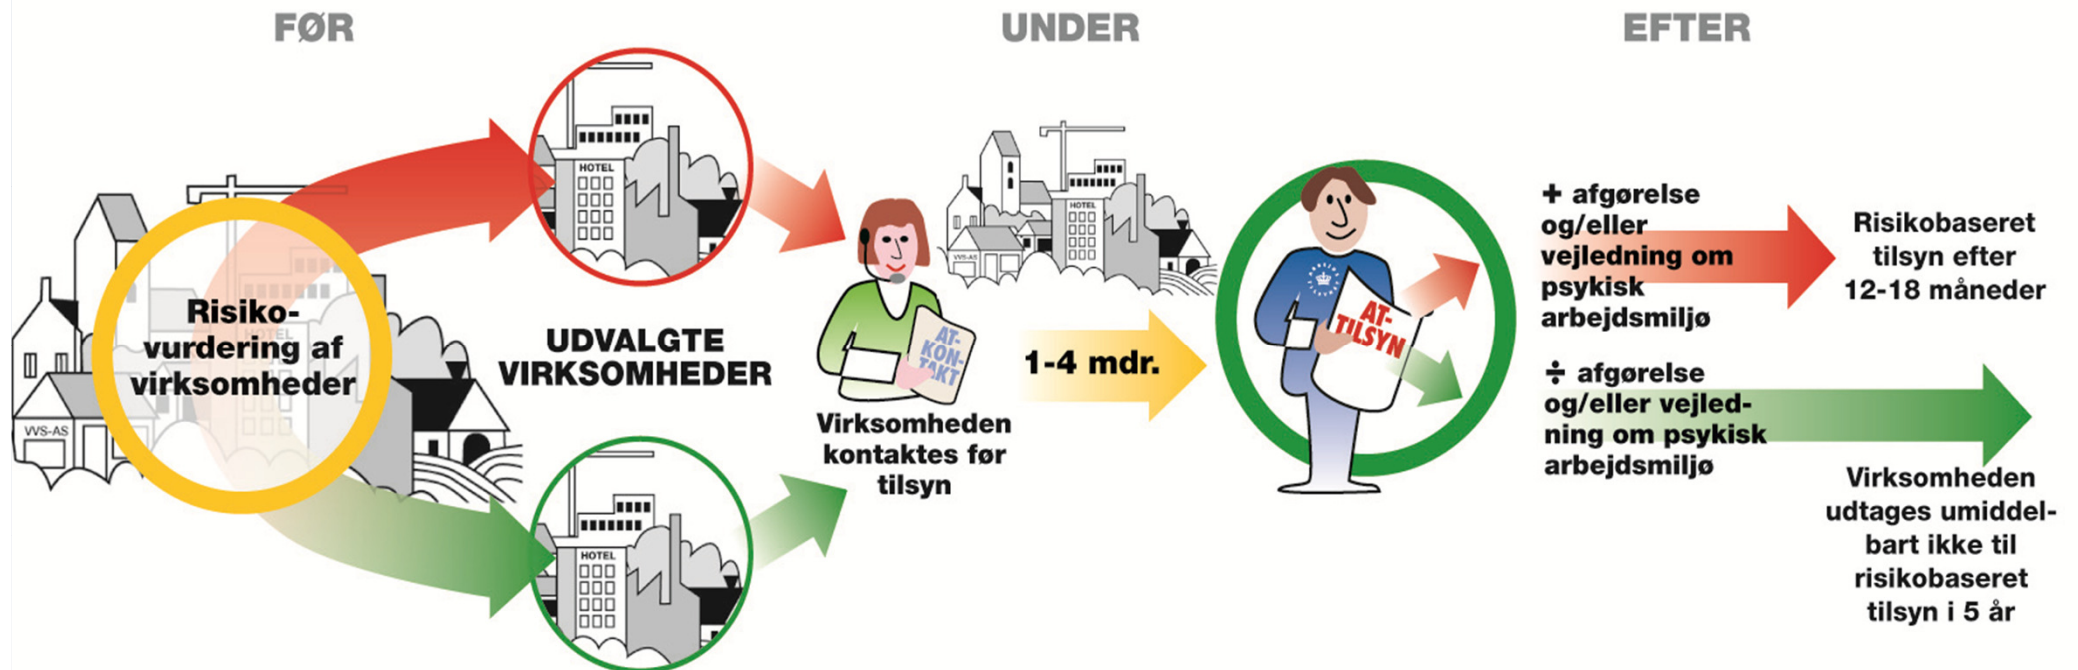 FØR
UNDER
EFTER
Risiko-
vurdering af
virksomheder
VVS-AS
HOTEL
HOTEL
UDVALGTE
VIRKSOMHEDER
HOTEL
AT-
KON-
TAKT
Virksomheden
kontaktes før
tilsyn
HOTEL
VVS-AS
1-4 mdr.
AT-
TILSYN
+ afgørelse
og/eller
vejledning om
psykisk
arbejdsmiljø
Risikobaseret
tilsyn efter
12-18 måneder
÷ afgørelse
og/eller vejled-
ning om psykisk
arbejdsmiljø
Virksomheden
udtages umiddel-
bart ikke til
risikobaseret
tilsyn i 5 år